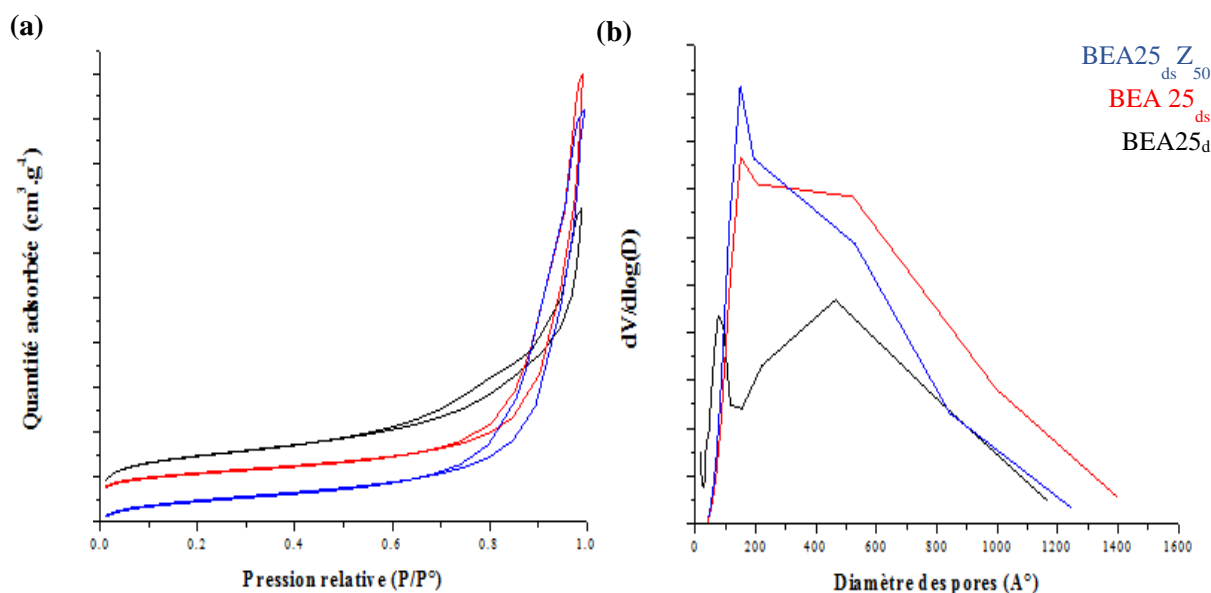 (a)
Quantité adsorbée (cm³.g⁻¹)
0.0 0.2 0.4 0.6 0.8 1.0
Pression relative (P/P°)
(b)
BEA25dsZ50
BEA 25ds
BEA25d
dV/dlog(D)
0 200 400 600 800 1000 1200 1400 1600
Diamètre des pores (A°)